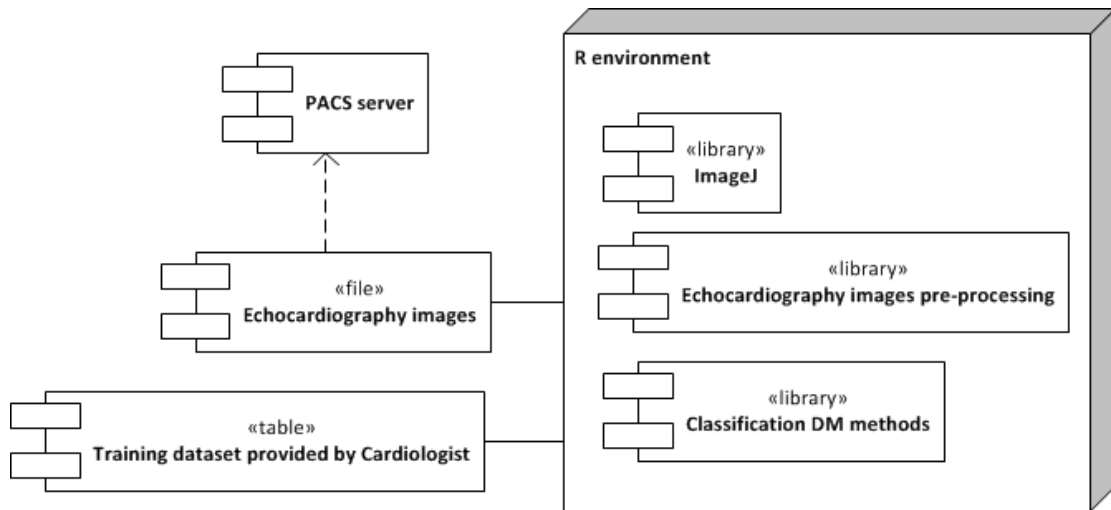 R environment
PACS server
«library»
ImageJ
«file»
Echocardiography images
«library»
Echocardiography images pre-processing
«table»
Training dataset provided by Cardiologist
«library»
Classification DM methods